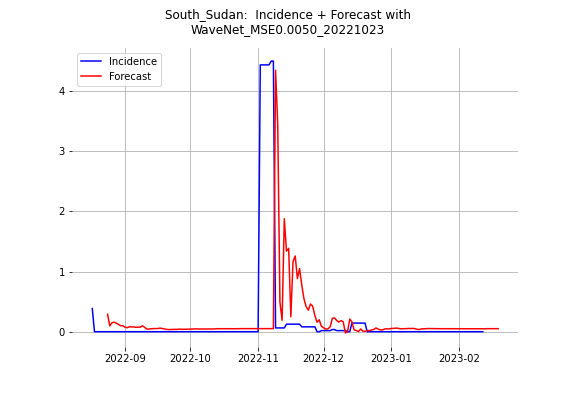 South_Sudan:  Incidence + Forecast with
WaveNet_MSE0.0050_20221023
Incidence
Forecast
4
3
2
1
0
2022-09
2022-10
2022-11
2022-12
2023-01
2023-02